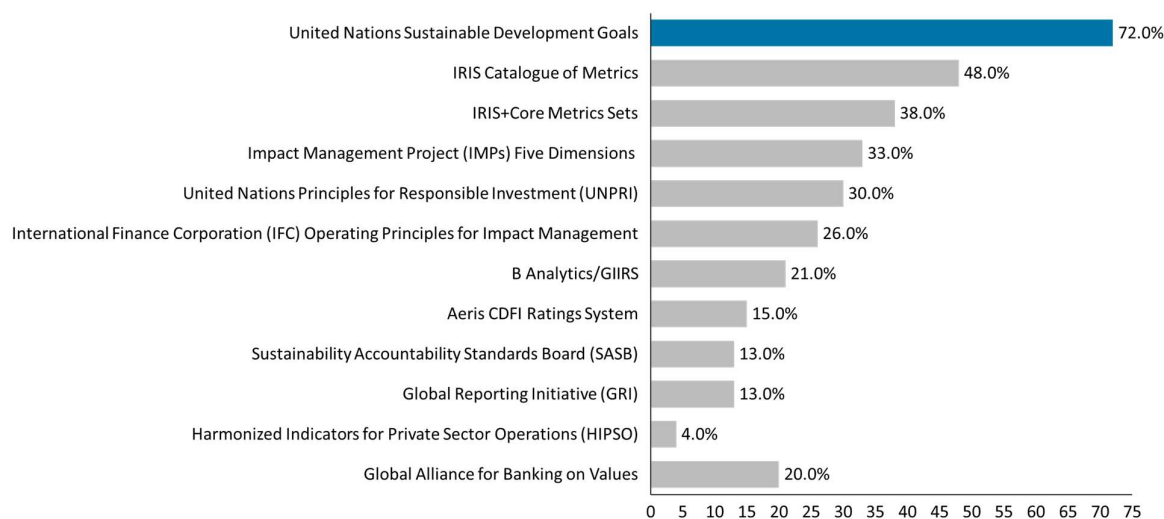 United Nations Sustainable Development Goals 72.0%
IRIS Catalogue of Metrics 48.0%
IRIS+Core Metrics Sets 38.0%
Impact Management Project (IMPs) Five Dimensions 33.0%
United Nations Principles for Responsible Investment (UNPRI) 30.0%
International Finance Corporation (IFC) Operating Principles for Impact Management 26.0%
B Analytics/GIIRS 21.0%
Aeris CDFI Ratings System 15.0%
Sustainability Accountability Standards Board (SASB) 13.0%
Global Reporting Initiative (GRI) 13.0%
Harmonized Indicators for Private Sector Operations (HIPSO) 4.0%
Global Alliance for Banking on Values 20.0%
0 5 10 15 20 25 30 35 40 45 50 55 60 65 70 75